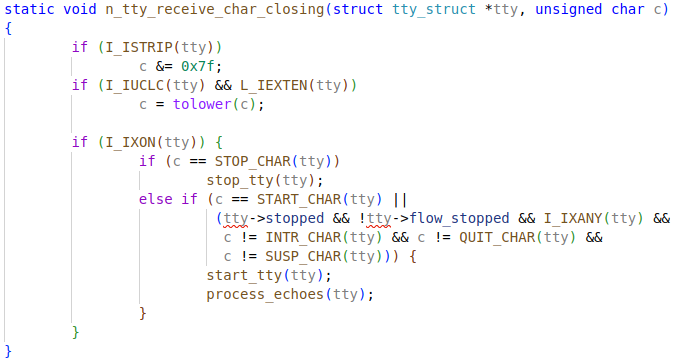 static void n_tty_receive_char_closing(struct tty_struct *tty, unsigned char c)
{
        if (I_ISTRIP(tty))
                c &= 0x7f;
        if (I_IUCLC(tty) && L_IEXTEN(tty))
                c = tolower(c);

        if (I_IXON(tty)) {
                if (c == STOP_CHAR(tty))
                        stop_tty(tty);
                else if (c == START_CHAR(tty) ||
                         (tty->stopped && !tty->flow_stopped && I_IXANY(tty) &&
                          c != INTR_CHAR(tty) && c != QUIT_CHAR(tty) &&
                          c != SUSP_CHAR(tty))) {
                        start_tty(tty);
                        process_echoes(tty);
                }
        }
}